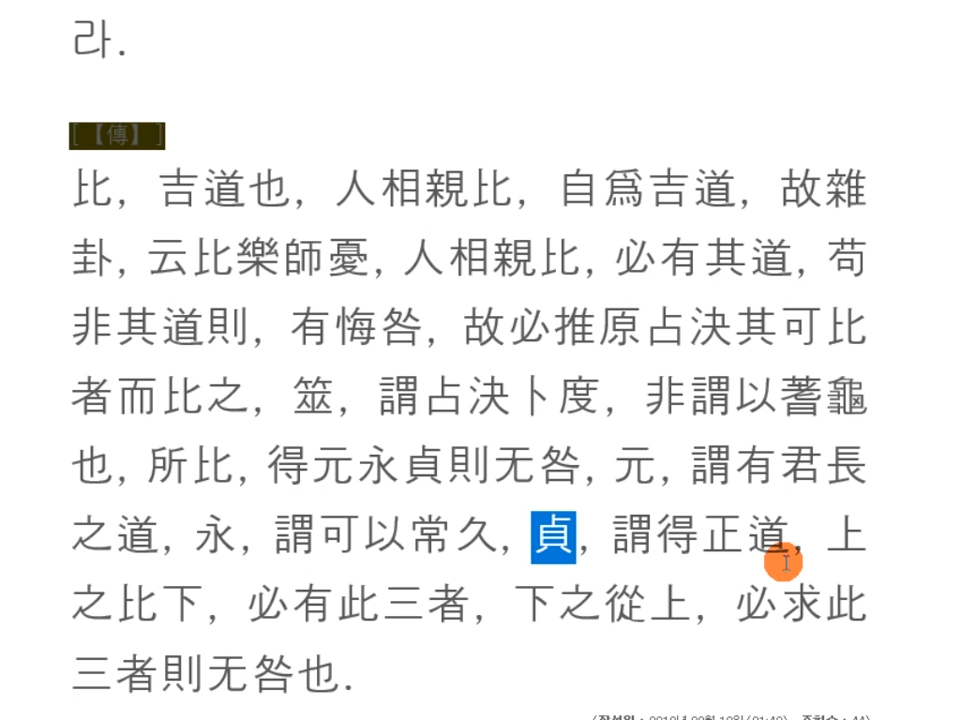 라.
[【傳】]
比, 吉道也, 人相親比, 自爲吉道, 故雜
卦, 云比樂師憂, 人相親比, 必有其道, 苟
非其道則, 有悔咎, 故必推原占決其可比
者而比之, 筮, 謂占決卜度, 非謂以蓍龜
也, 所比, 得元永貞則无咎, 元, 謂有君長
之道, 永, 謂可以常久, 貞, 謂得正道, 上
之比下, 必有此三者, 下之從上, 必求此
三者則无咎也.